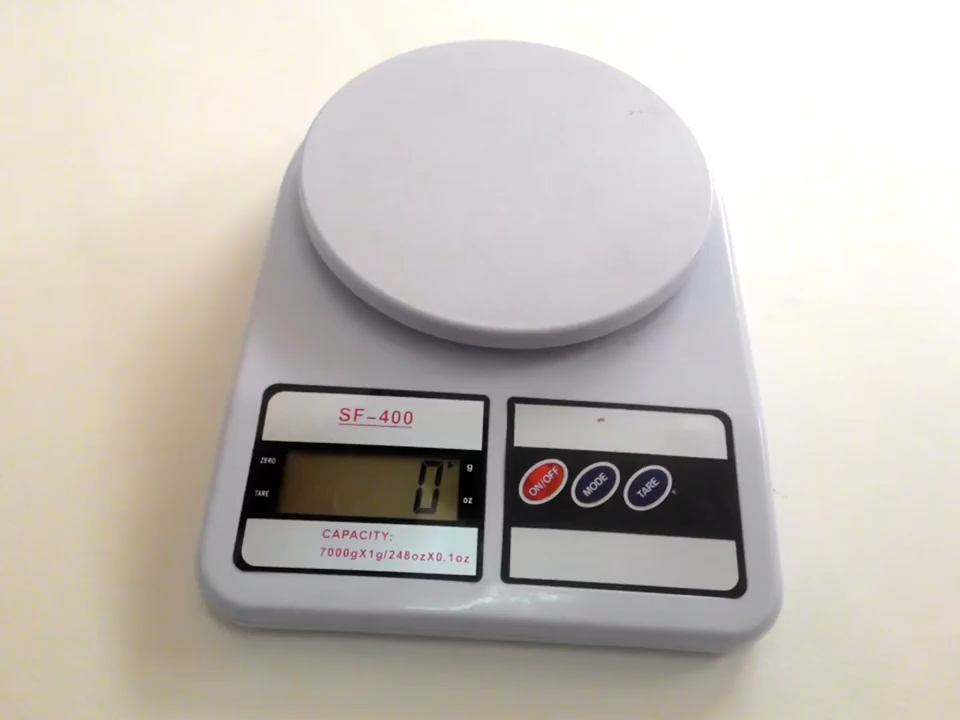 SF-400
ZERO
g
0
TARE
oz
CAPACITY:
7000gX1g/248ozX0.1oz
ON/OFF
MODE
TARE